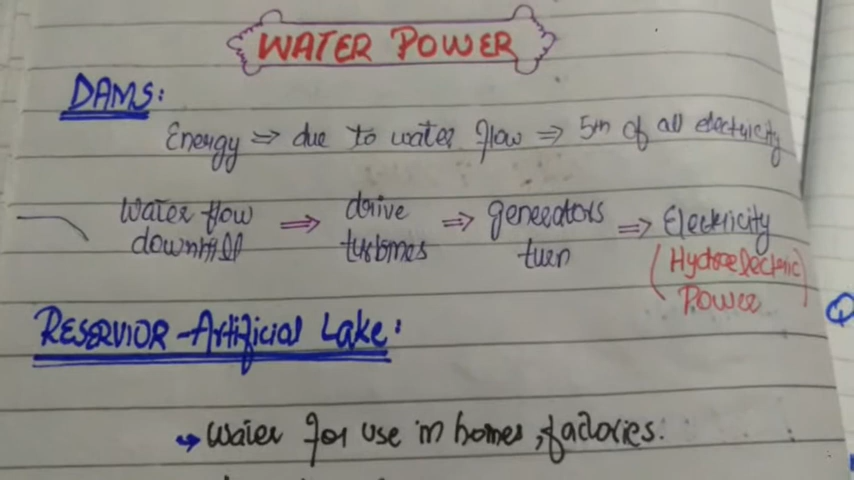 WATER POWER
DAMS:
Energy ⇒ due to water flow ⇒ 5th of all electricity
water flow ⇒ drive ⇒ generators ⇒ Electricity
downhill turbines turn (Hydroelectric)
Power
RESERVIOR - Artificial Lake:
→ water for use in homes, factories.